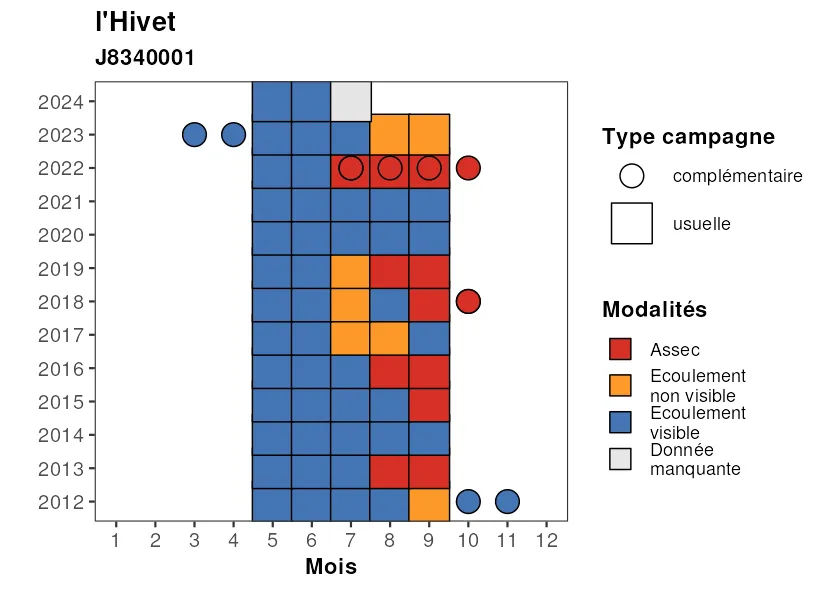 l'Hivet
J8340001
2024
2023
2022
2021
2020
2019
2018
2017
2016
2015
2014
2013
2012
1 2 3 4 5 6 7 8 9 10 11 12
Mois
Type campagne
complémentaire
usuelle
Modalités
Assec
Ecoulement
non visible
Ecoulement
visible
Donnée
manquante